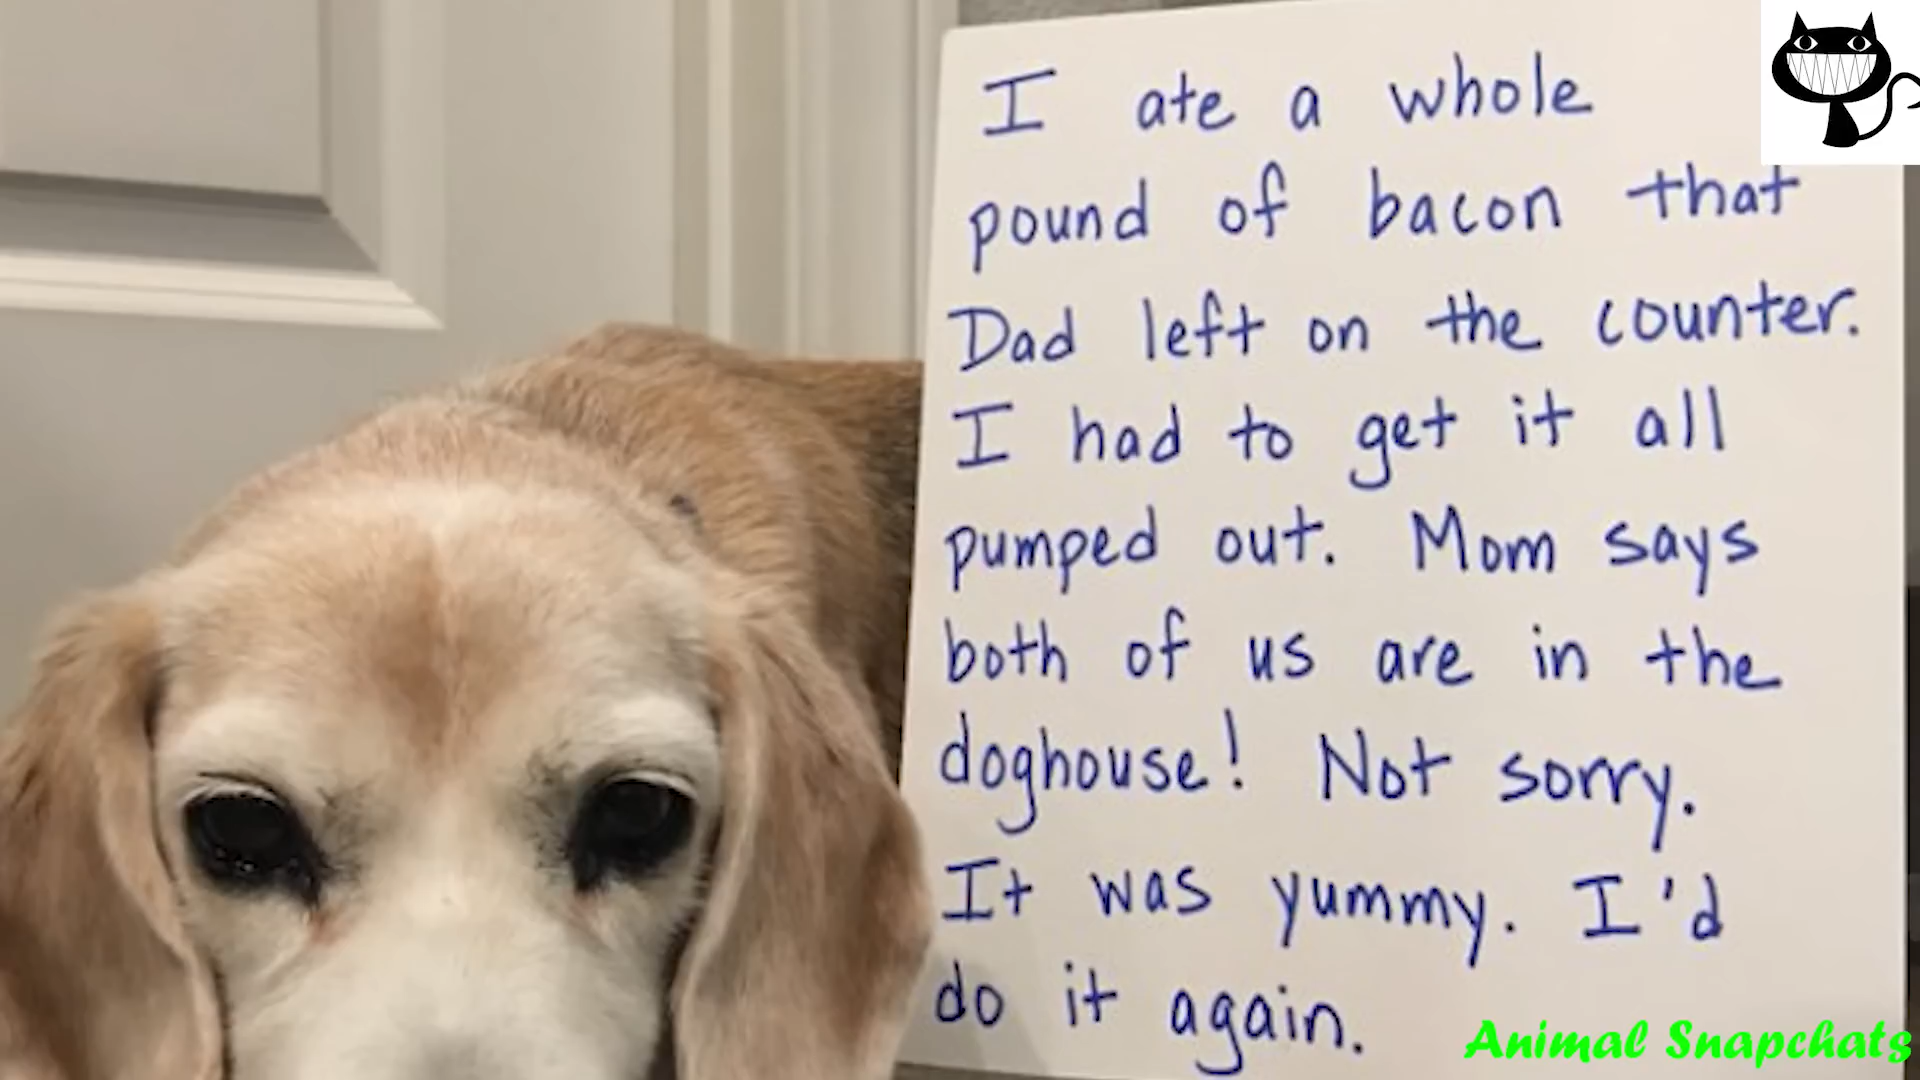 I ate a whole
pound of bacon that
Dad left on the counter.
I had to get it all
pumped out. Mom says
both of us are in the
doghouse! Not sorry.
It was yummy. I'd
do it again.
Animal Snapchats